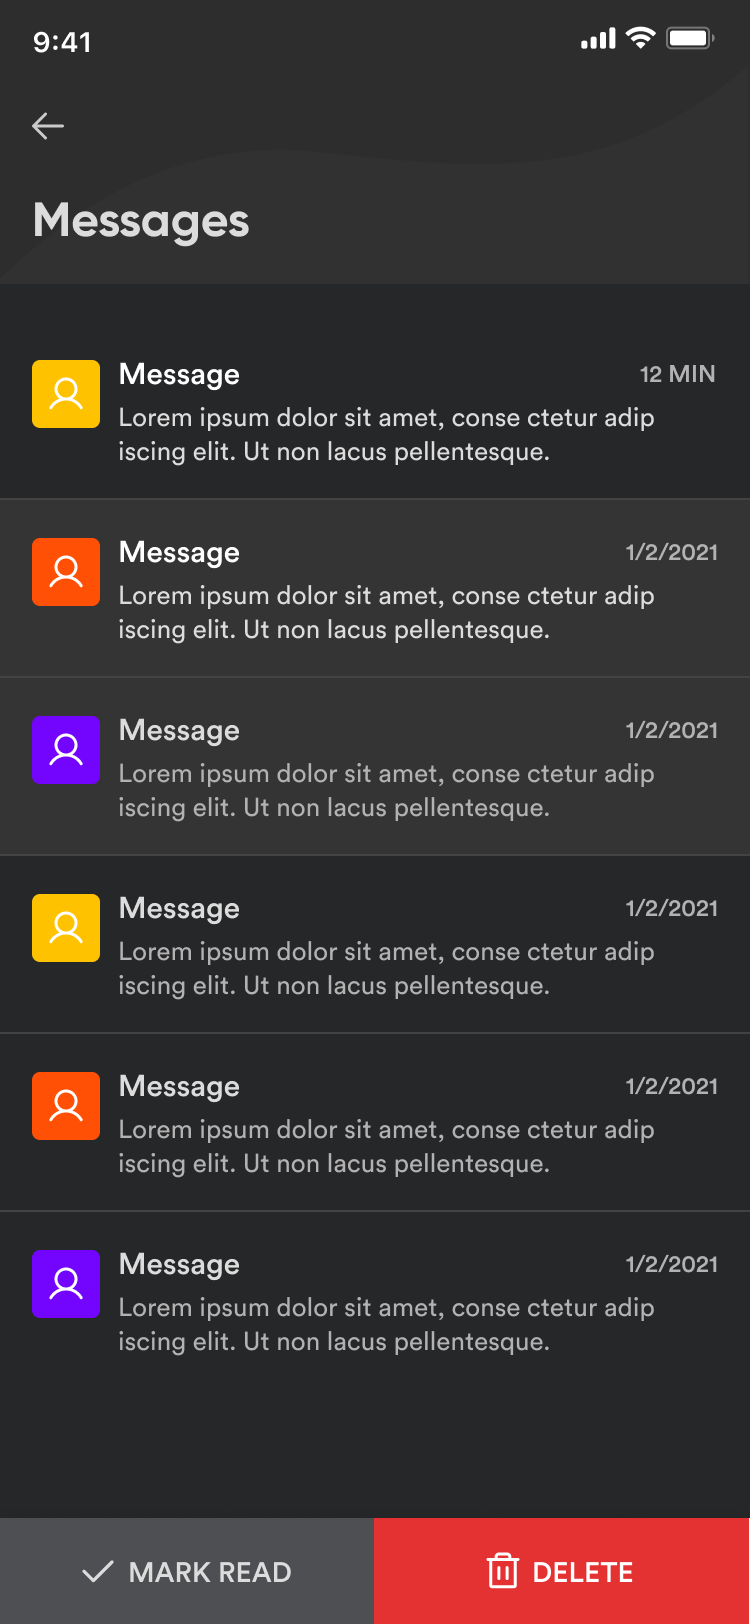 9:41
Messages
Message 12 MIN
Lorem ipsum dolor sit amet, conse ctetur adip
iscing elit. Ut non lacus pellentesque.
Message 1/2/2021
Lorem ipsum dolor sit amet, conse ctetur adip
iscing elit. Ut non lacus pellentesque.
Message 1/2/2021
Lorem ipsum dolor sit amet, conse ctetur adip
iscing elit. Ut non lacus pellentesque.
Message 1/2/2021
Lorem ipsum dolor sit amet, conse ctetur adip
iscing elit. Ut non lacus pellentesque.
Message 1/2/2021
Lorem ipsum dolor sit amet, conse ctetur adip
iscing elit. Ut non lacus pellentesque.
Message 1/2/2021
Lorem ipsum dolor sit amet, conse ctetur adip
iscing elit. Ut non lacus pellentesque.
MARK READ DELETE